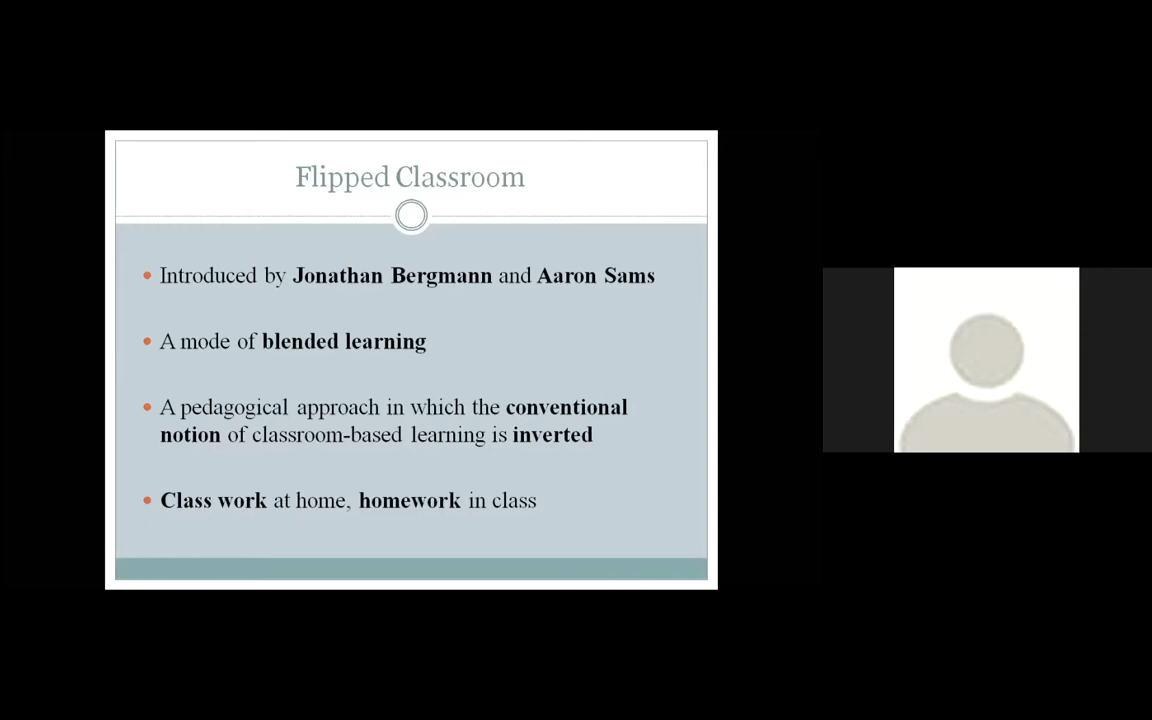 Flipped Classroom
• Introduced by Jonathan Bergmann and Aaron Sams
• A mode of blended learning
• A pedagogical approach in which the conventional
notion of classroom-based learning is inverted
• Class work at home, homework in class